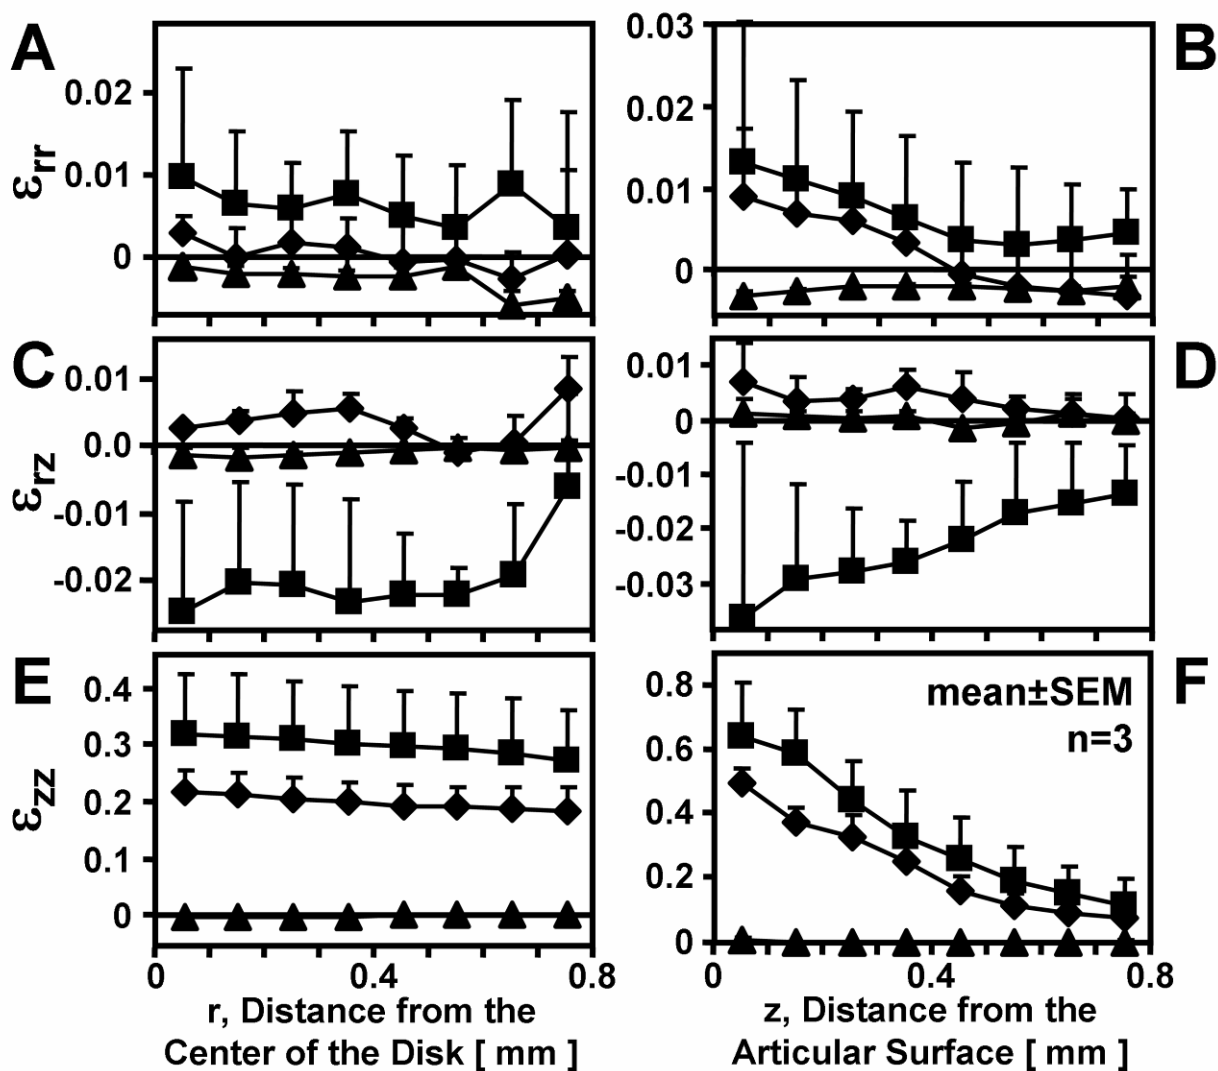 A
B
εrr
0.02
0.01
0
0.03
0.02
0.01
0
C
D
εrz
0.01
0.0
-0.01
-0.02
0.01
0
-0.01
-0.02
-0.03
E
F
εzz
0.4
0.3
0.2
0.1
0
0.8
0.6
0.4
0.2
0
mean±SEM
n=3
0 0.4 0.8
r, Distance from the
Center of the Disk [ mm ]
0 0.4 0.8
z, Distance from the
Articular Surface [ mm ]